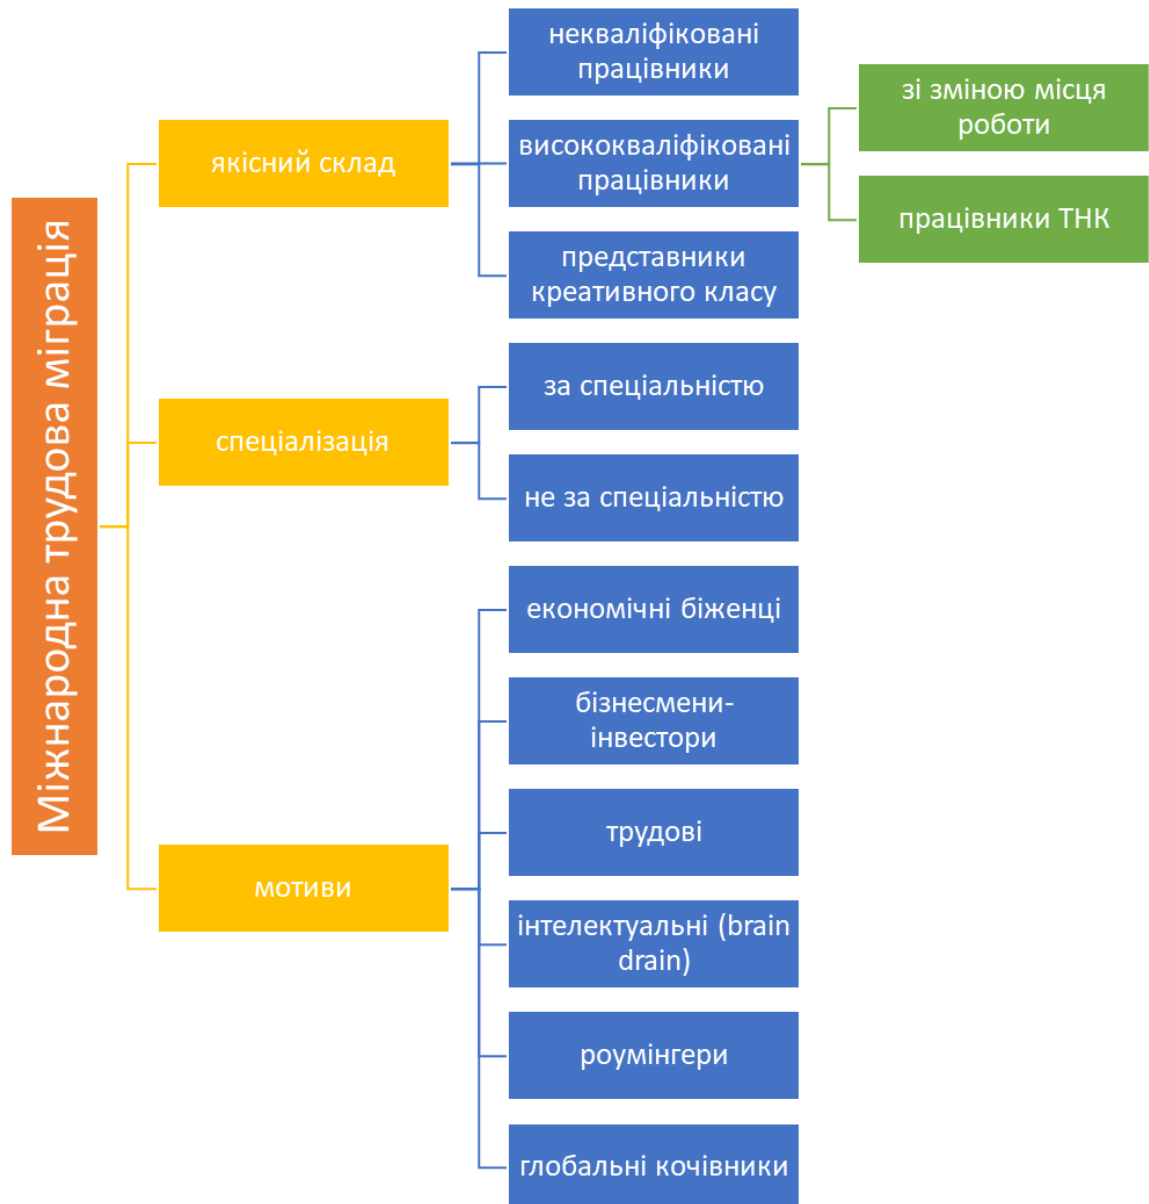 Міжнародна трудова міграція
якісний склад
некваліфіковані
працівники
висококваліфіковані
працівники
зі зміною місця
роботи
працівники ТНК
представники
креативного класу
спеціалізація
за спеціальністю
не за спеціальністю
мотиви
економічні біженці
бізнесмени-
інвестори
трудові
інтелектуальні (brain
drain)
роумінгери
глобальні кочівники